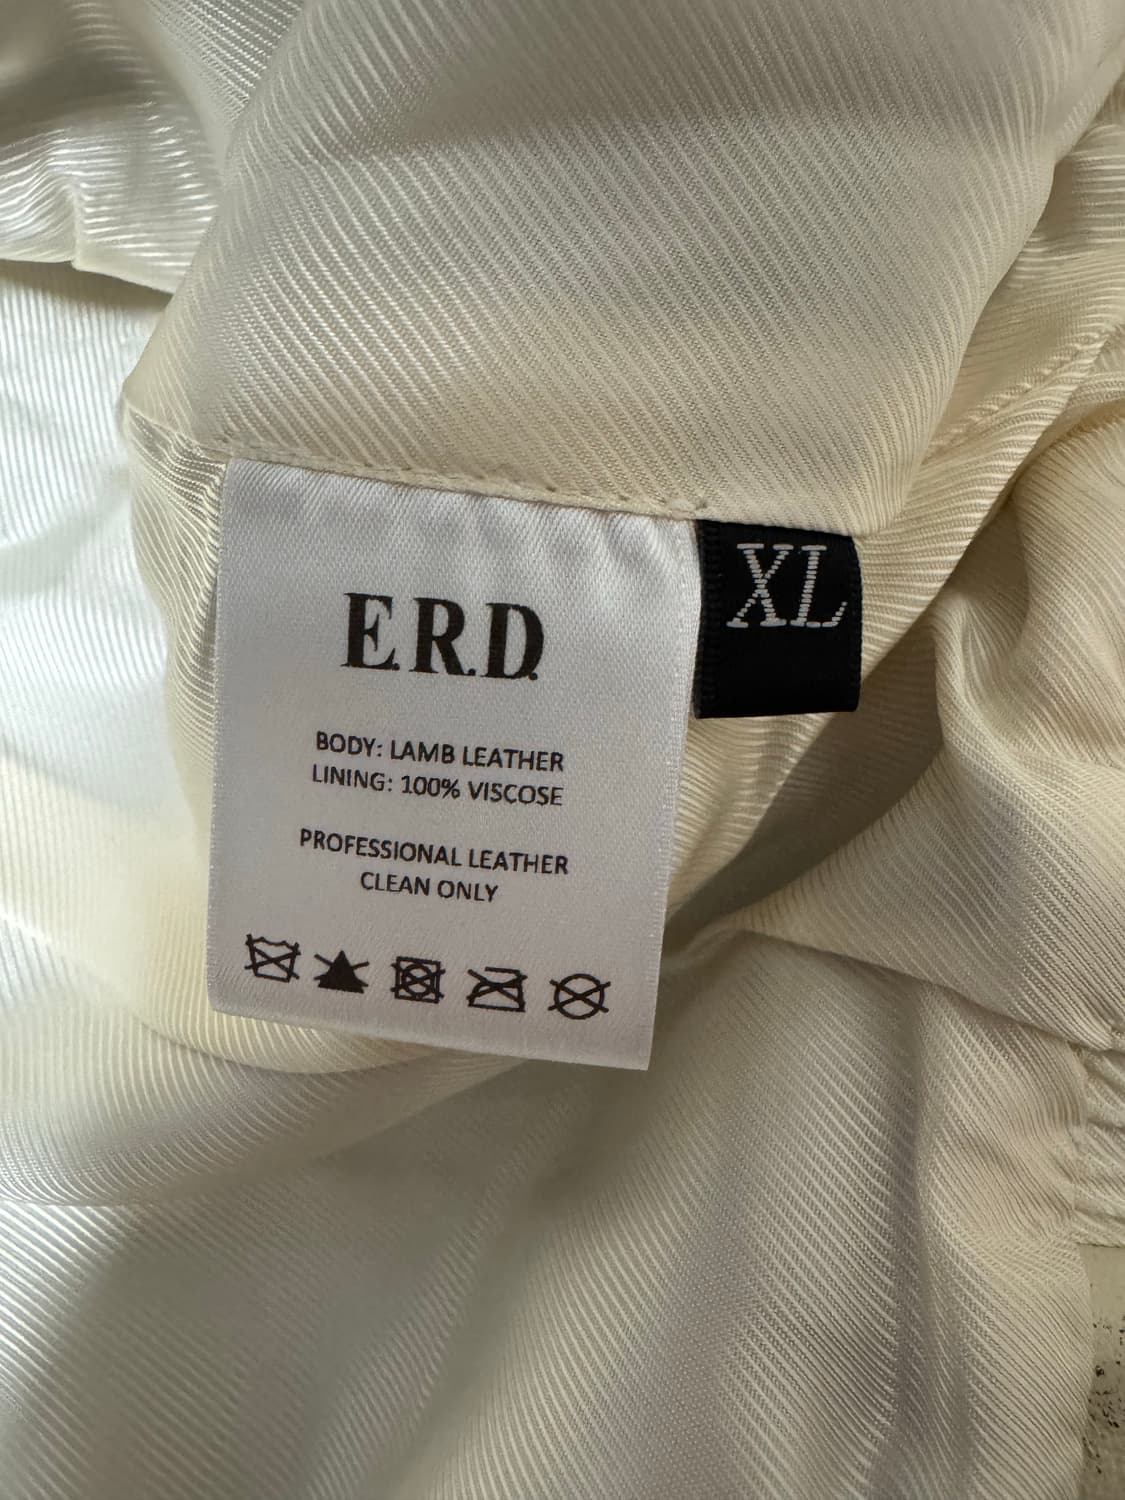 E.R.D.
XL
BODY: LAMB LEATHER
LINING: 100% VISCOSE
PROFESSIONAL LEATHER
CLEAN ONLY